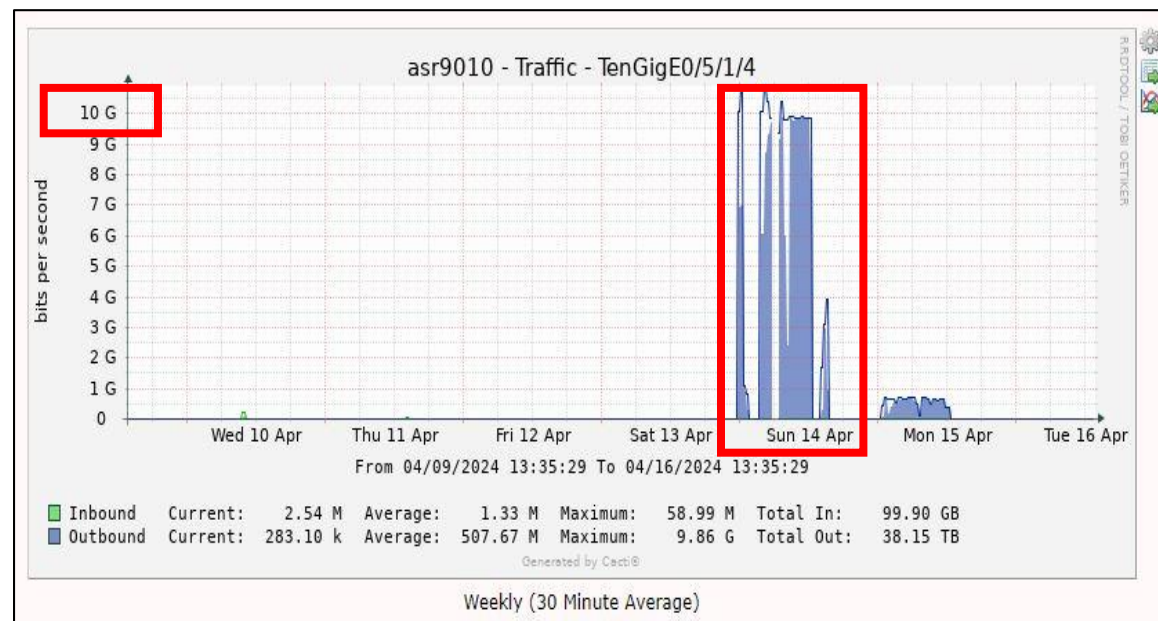 asr9010 - Traffic - TenGigE0/5/1/4
RRDTOOL / TOBI OETIKER
bits per second
10 G
9 G
8 G
7 G
6 G
5 G
4 G
3 G
2 G
1 G
0
Wed 10 Apr Thu 11 Apr Fri 12 Apr Sat 13 Apr Sun 14 Apr Mon 15 Apr Tue 16 Apr
From 04/09/2024 13:35:29 To 04/16/2024 13:35:29
Inbound Current: 2.54 M Average: 1.33 M Maximum: 58.99 M Total In: 99.90 GB
Outbound Current: 283.10 k Average: 507.67 M Maximum: 9.86 G Total Out: 38.15 TB
Generated by Cacti®
Weekly (30 Minute Average)